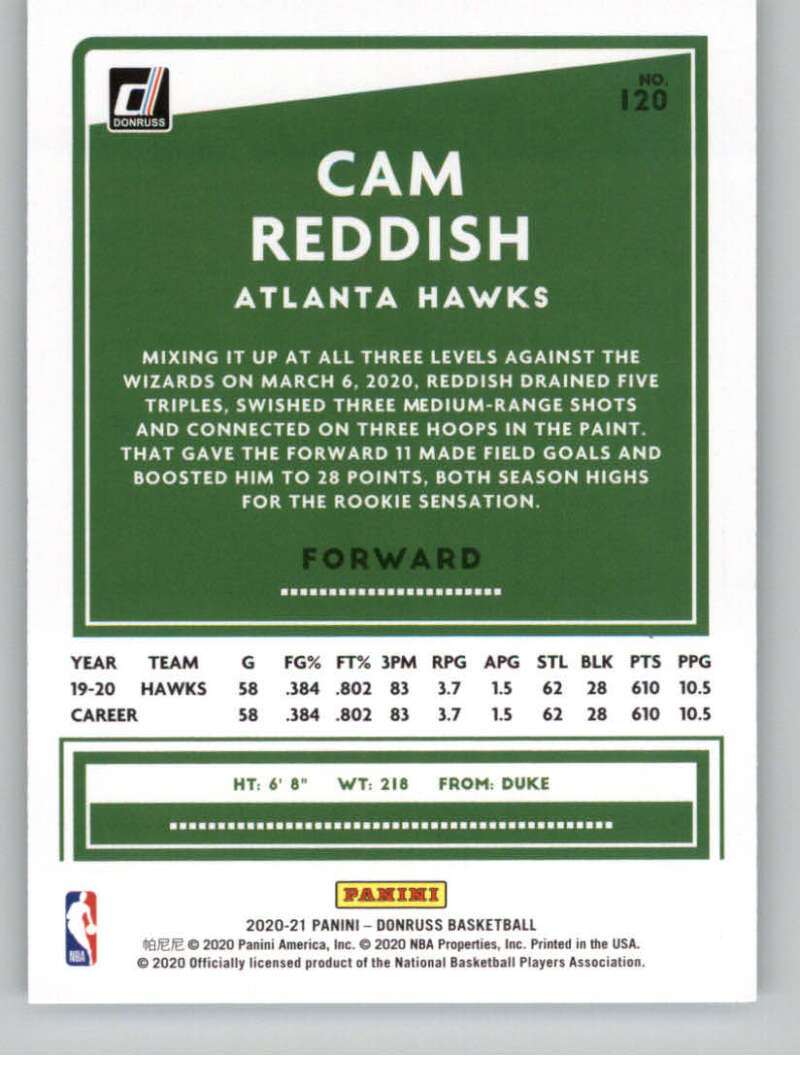 DONRUSS
NO.
120
CAM
REDDISH
ATLANTA HAWKS
MIXING IT UP AT ALL THREE LEVELS AGAINST THE
WIZARDS ON MARCH 6, 2020, REDDISH DRAINED FIVE
TRIPLES, SWISHED THREE MEDIUM-RANGE SHOTS
AND CONNECTED ON THREE HOOPS IN THE PAINT.
THAT GAVE THE FORWARD 11 MADE FIELD GOALS AND
BOOSTED HIM TO 28 POINTS, BOTH SEASON HIGHS
FOR THE ROOKIE SENSATION.
FORWARD
YEAR TEAM G FG% FT% 3PM RPG APG STL BLK PTS PPG
19-20 HAWKS 58 .384 .802 83 3.7 1.5 62 28 610 10.5
CAREER 58 .384 .802 83 3.7 1.5 62 28 610 10.5
HT: 6' 8" WT: 218 FROM: DUKE
PANINI
2020-21 PANINI – DONRUSS BASKETBALL
帕尼尼 © 2020 Panini America, Inc. © 2020 NBA Properties, Inc. Printed in the USA.
© 2020 Officially licensed product of the National Basketball Players Association.
NBA